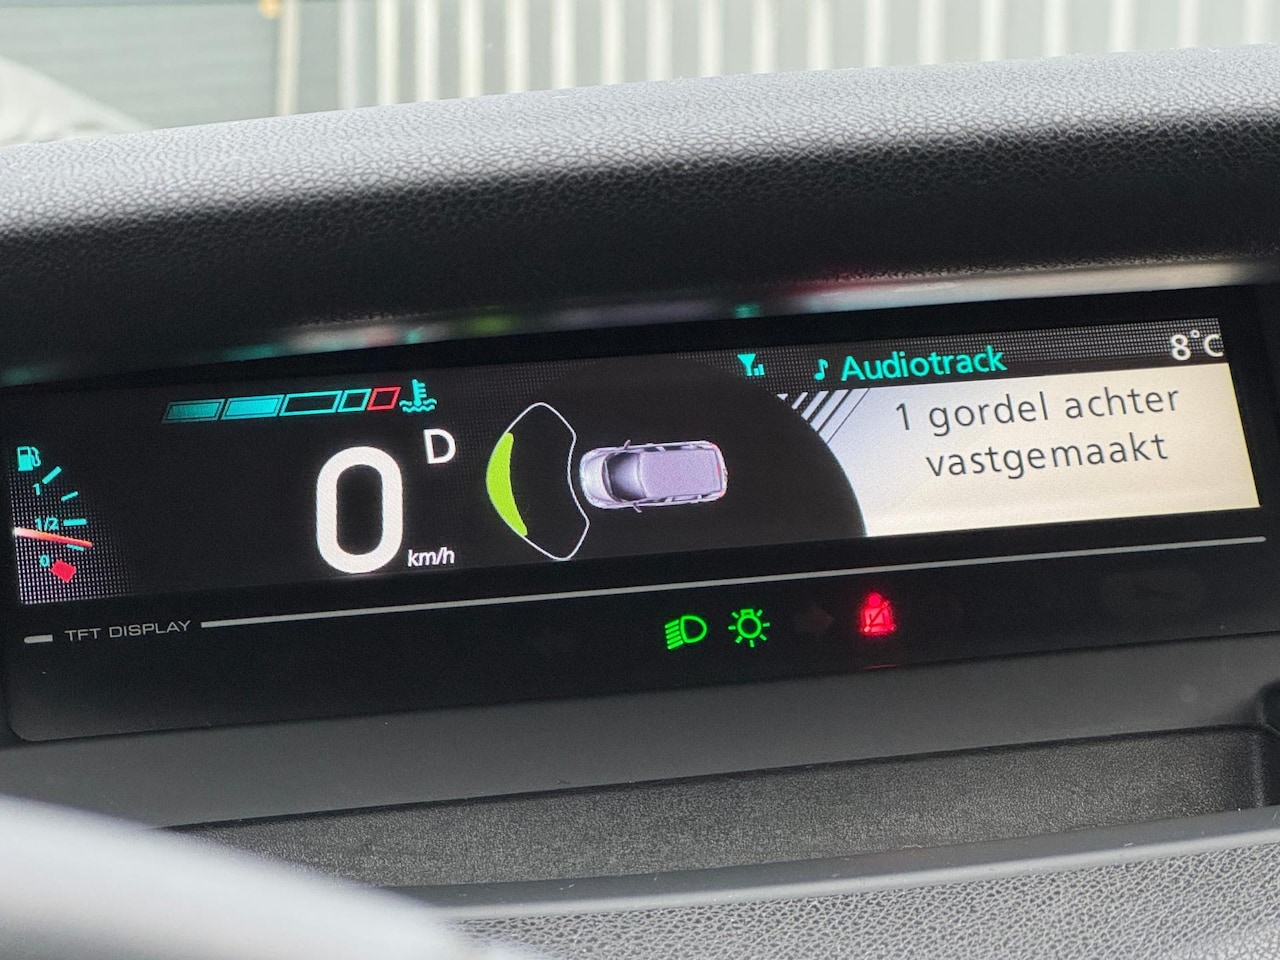 Audiotrack
8°C
1 gordel achter
vastgemaakt
1
1/2
0
0
D
km/h
TFT DISPLAY